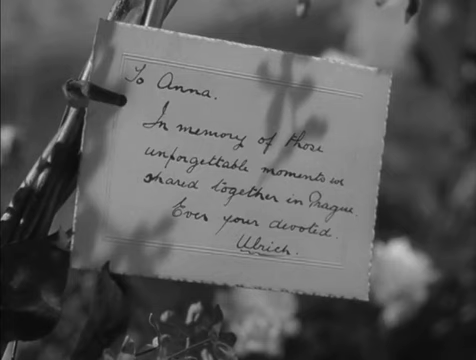 To Anna.
In memory of those
unforgettable moments we
shared together in Prague.
Ever your devoted.
Ulrich.